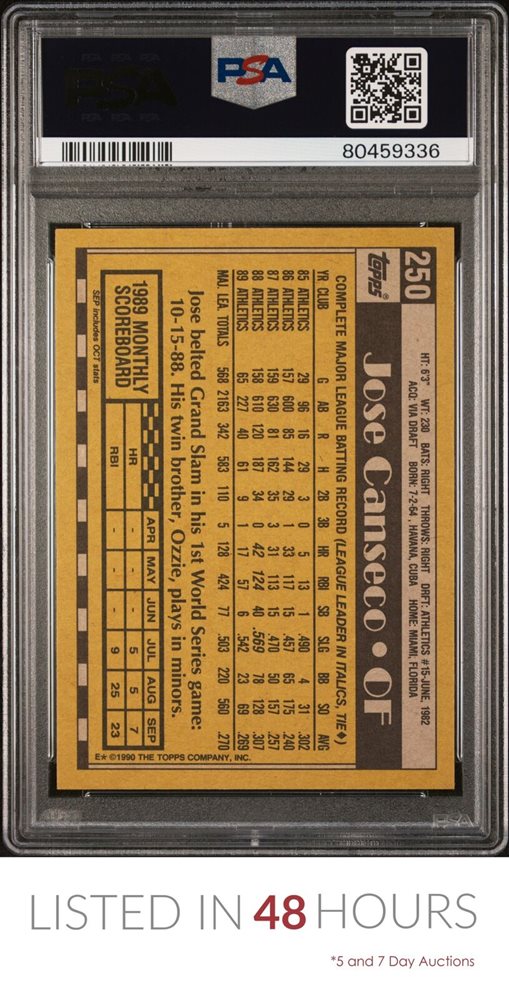 PSA
80459336
250
topps®
HT: 6'3" WT: 230 BATS: RIGHT THROWS: RIGHT DRFT: ATHLETICS #15-JUNE, 1982
ACQ: VIA DRAFT BORN: 7-2-64, HAVANA, CUBA HOME: MIAMI, FLORIDA
Jose Canseco • OF
COMPLETE MAJOR LEAGUE BATTING RECORD (LEAGUE LEADER IN ITALICS, TIE♦)
YR CLUB G AB R H 2B 3B HR RBI SB SLG BB SO AVG
85 ATHLETICS 29 96 16 29 3 0 5 13 1 .490 4 31 .302
86 ATHLETICS 157 600 85 144 29 1 33 117 15 .457 65 175 .240
87 ATHLETICS 159 630 81 162 35 3 31 113 15 .470 50 157 .257
88 ATHLETICS 158 610 120 187 34 0 42 124 40 .569 78 128 .307
89 ATHLETICS 65 227 40 61 9 1 17 57 6 .542 23 69 .269
MAJ. LEA. TOTALS 568 2163 342 583 110 5 128 424 77 .503 220 560 .270
Jose belted Grand Slam in his 1st World Series game:
10-15-88. His twin brother, Ozzie, plays in minors.
1989 MONTHLY
SCOREBOARD
APR MAY JUN JUL AUG SEP
HR - - - 5 5 7
RBI - - - 9 25 23
SEP includes OCT stats
E* ©1990 THE TOPPS COMPANY, INC.
PSA
LISTED IN 48 HOURS
*5 and 7 Day Auctions